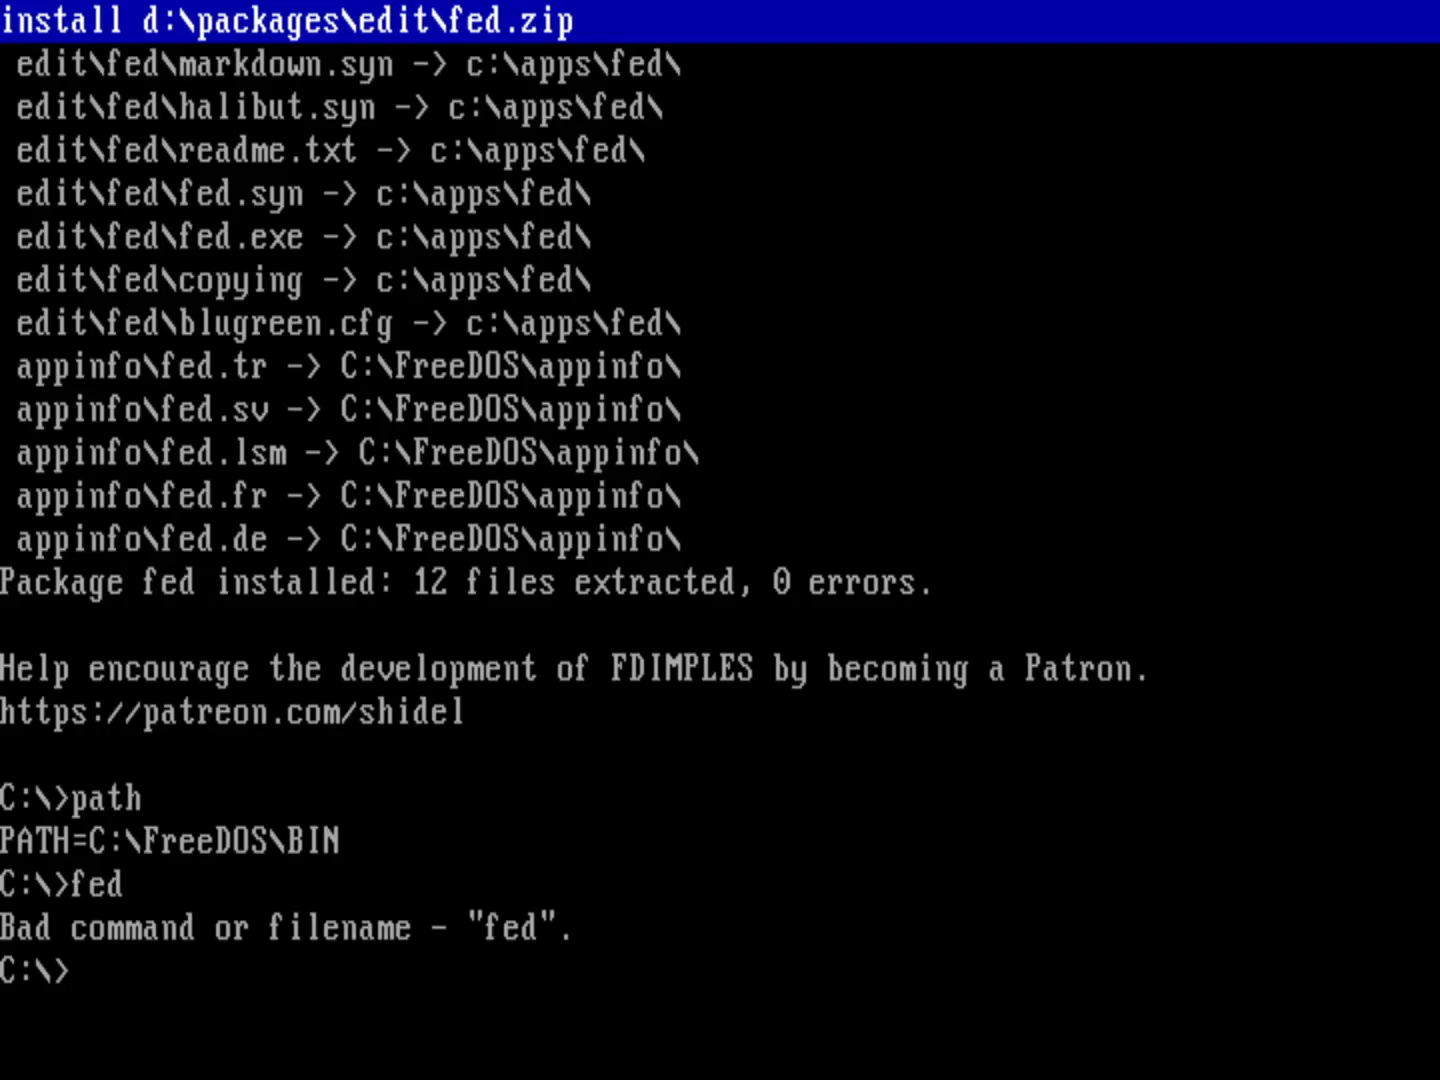 install d:\packages\edit\fed.zip
edit\fed\markdown.syn -> c:\apps\fed\
edit\fed\halibut.syn -> c:\apps\fed\
edit\fed\readme.txt -> c:\apps\fed\
edit\fed\fed.syn -> c:\apps\fed\
edit\fed\fed.exe -> c:\apps\fed\
edit\fed\copying -> c:\apps\fed\
edit\fed\blugreen.cfg -> c:\apps\fed\
appinfo\fed.tr -> C:\FreeDOS\appinfo\
appinfo\fed.sv -> C:\FreeDOS\appinfo\
appinfo\fed.lsm -> C:\FreeDOS\appinfo\
appinfo\fed.fr -> C:\FreeDOS\appinfo\
appinfo\fed.de -> C:\FreeDOS\appinfo\
Package fed installed: 12 files extracted, 0 errors.
Help encourage the development of FDIMPLES by becoming a Patron.
https://patreon.com/shidel
C:\>path
PATH=C:\FreeDOS\BIN
C:\>fed
Bad command or filename - "fed".
C:\>